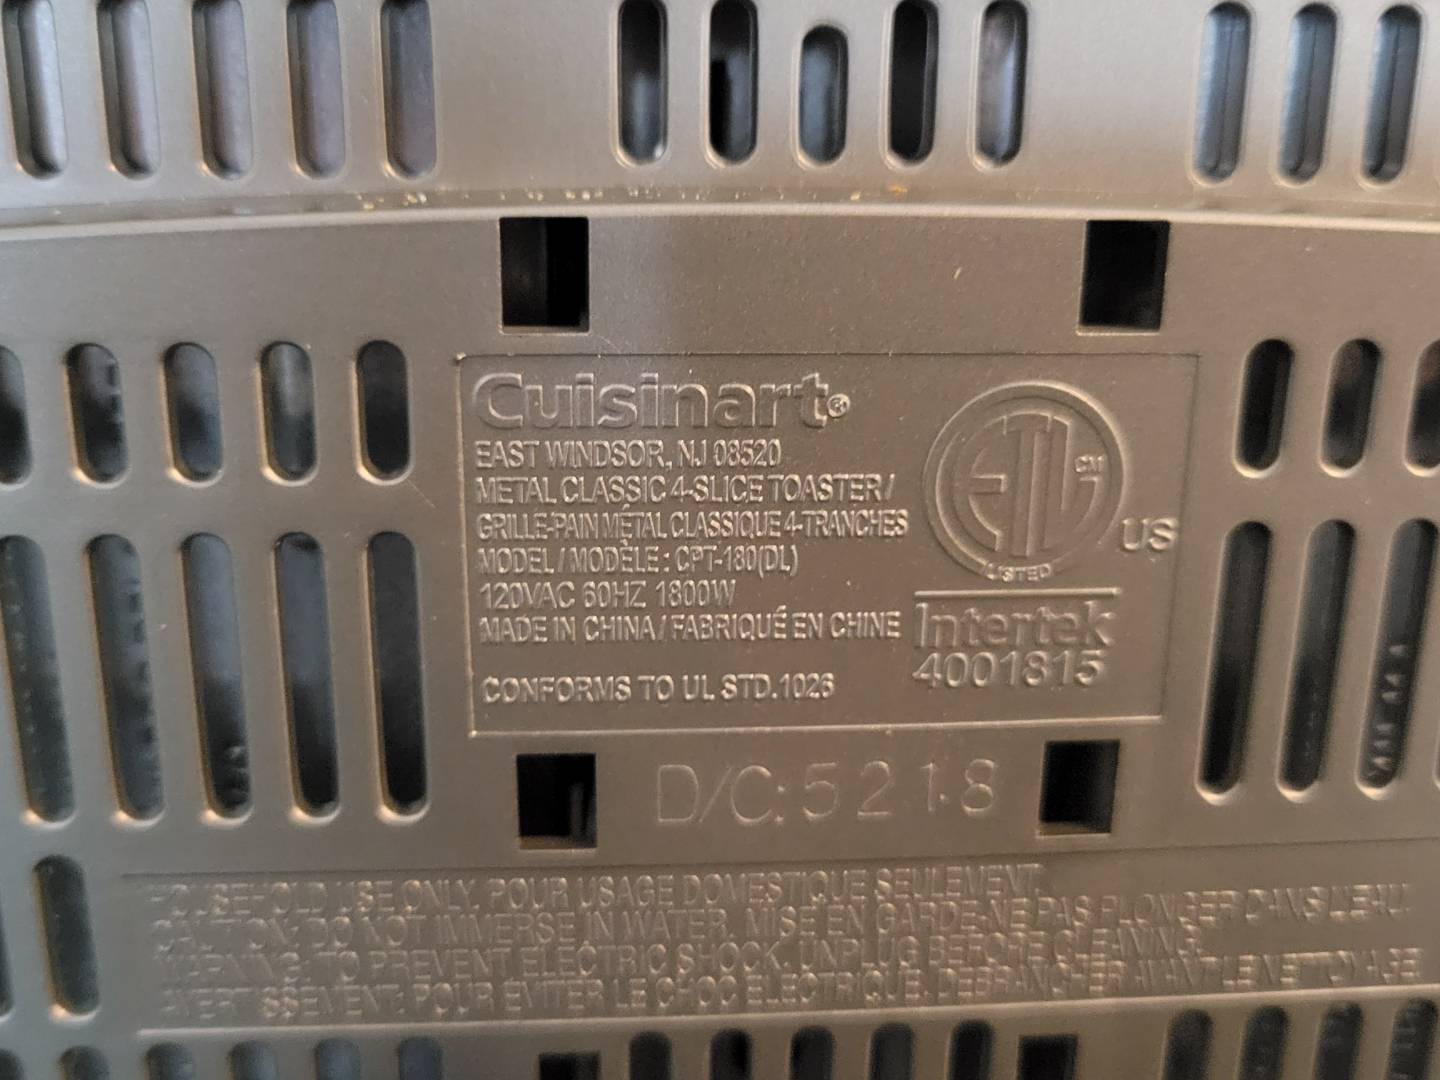 Cuisinart®
EAST WINDSOR, NJ 08520
METAL CLASSIC 4-SLICE TOASTER/
GRILLE-PAIN MÉTAL CLASSIQUE 4-TRANCHES
MODEL / MODÈLE : CPT-180(DL)
120VAC 60HZ 1800W
MADE IN CHINA / FABRIQUÉ EN CHINE
CONFORMS TO UL STD.1026
ETL CM
LISTED
US
Intertek
4001815
D/C: 5218
HOUSEHOLD USE ONLY. POUR USAGE DOMESTIQUE SEULEMENT.
CAUTION: DO NOT IMMERSE IN WATER. MISE EN GARDE-NE PAS PLONGER DANS L'EAU.
WARNING: TO PREVENT ELECTRIC SHOCK, UNPLUG BEFORE CLEANING.
AVERTISSEMENT: POUR ÉVITER LE CHOC ÉLECTRIQUE, DEBRANCHER AVANT LE NETTOYAGE.